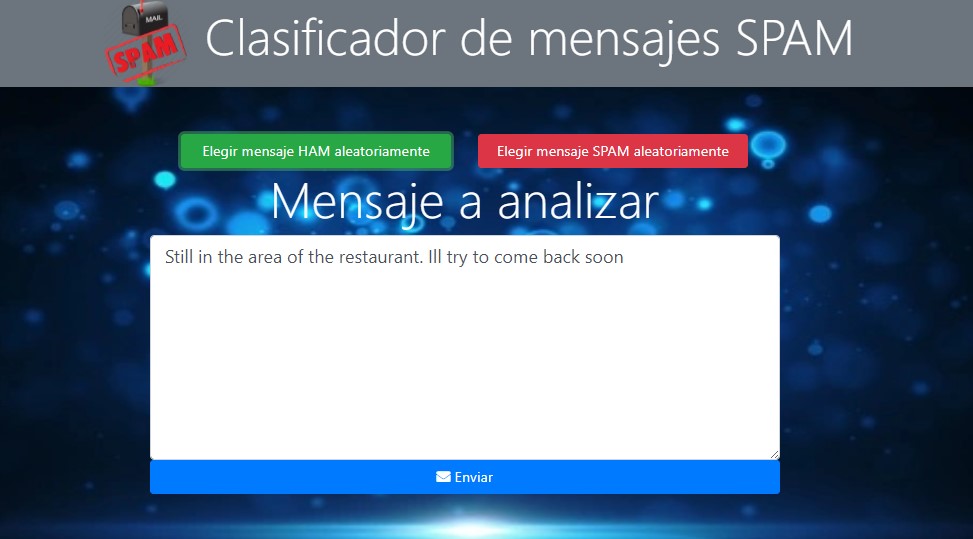 MAIL
SPAM
Clasificador de mensajes SPAM
Elegir mensaje HAM aleatoriamente
Elegir mensaje SPAM aleatoriamente
Mensaje a analizar
Still in the area of the restaurant. Ill try to come back soon
Enviar